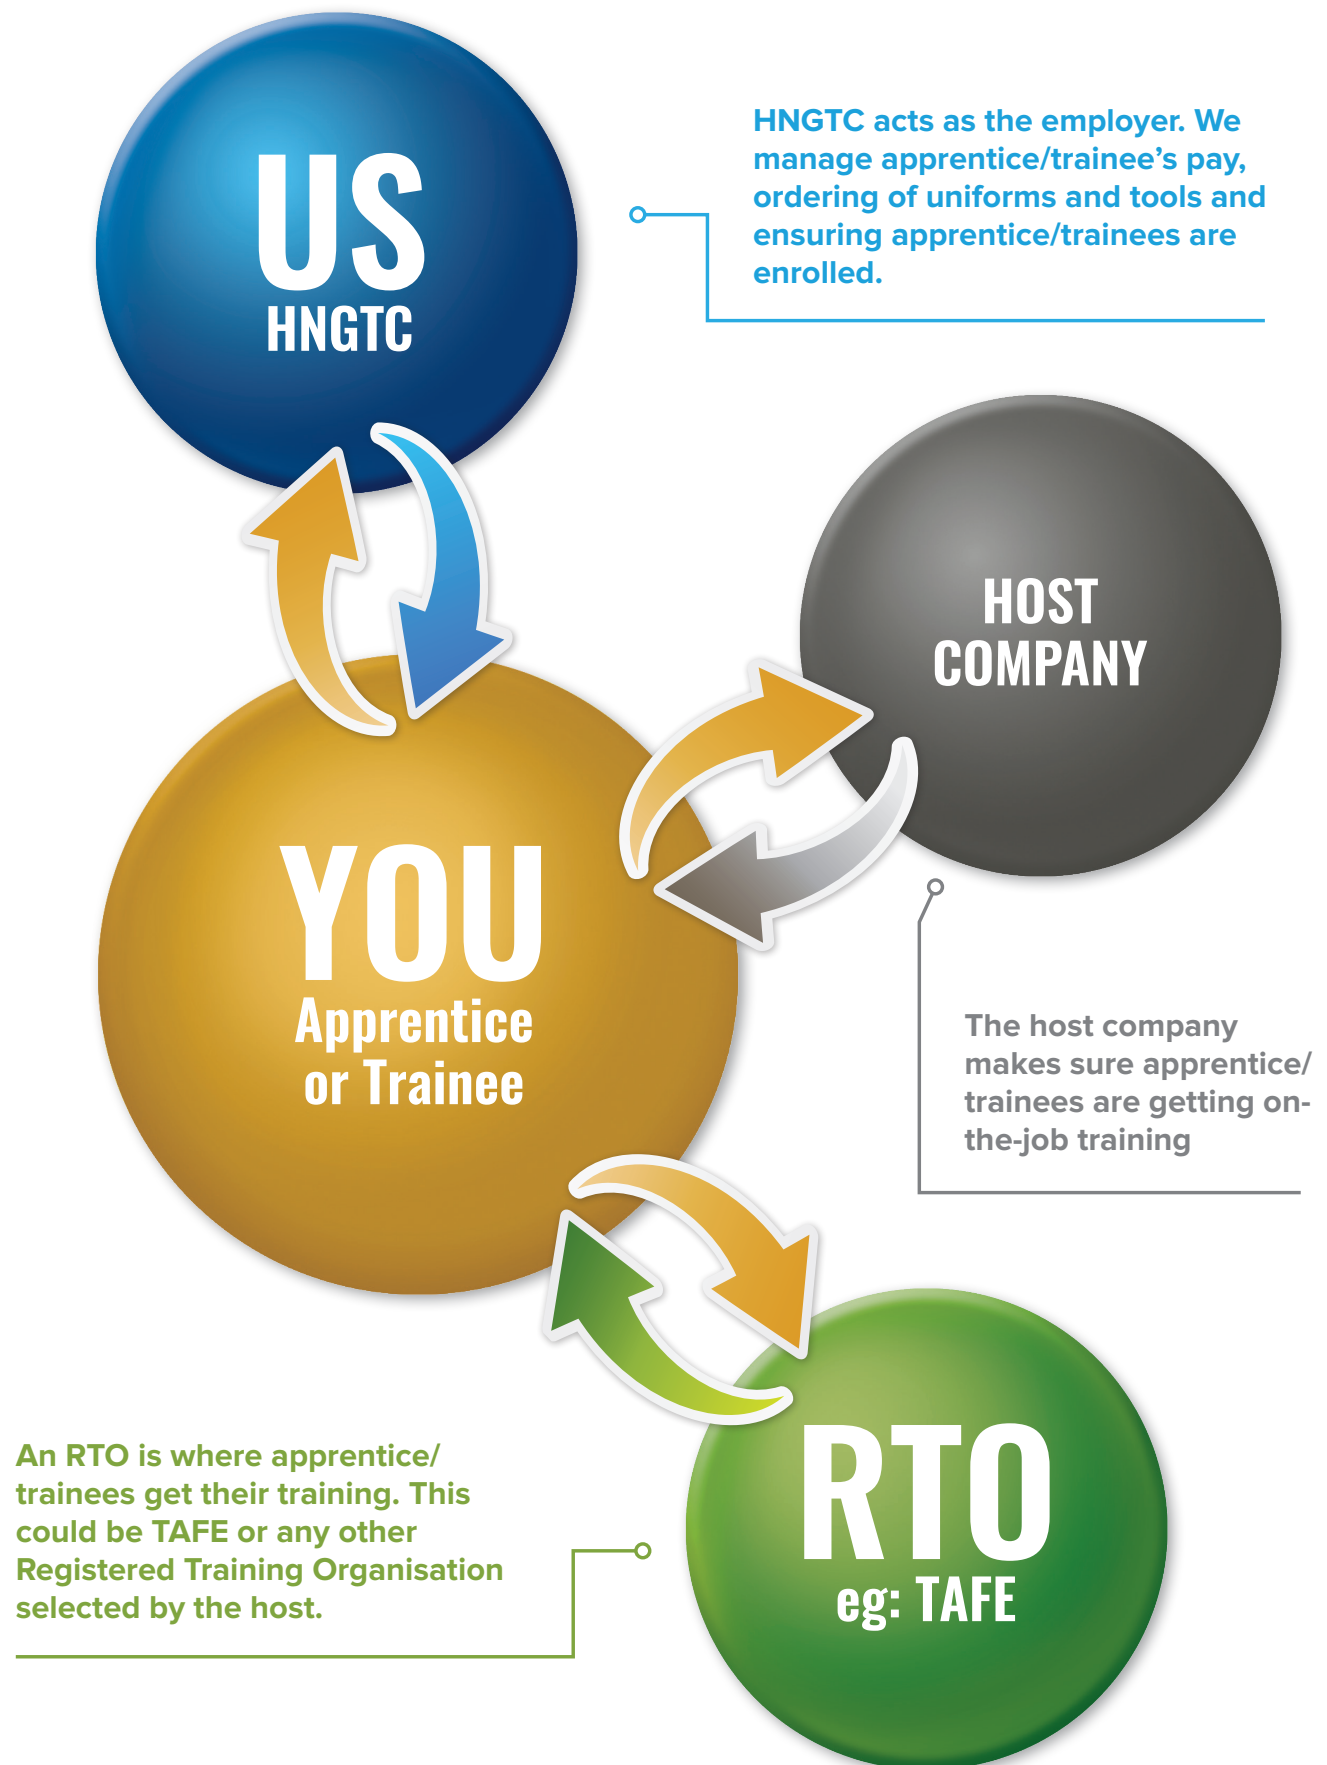 US
HNGTC
HNGTC acts as the employer. We
manage apprentice/trainee’s pay,
ordering of uniforms and tools and
ensuring apprentice/trainees are
enrolled.
HOST
COMPANY
YOU
Apprentice
or Trainee
The host company
makes sure apprentice/
trainees are getting on-
the-job training
An RTO is where apprentice/
trainees get their training. This
could be TAFE or any other
Registered Training Organisation
selected by the host.
RTO
eg: TAFE